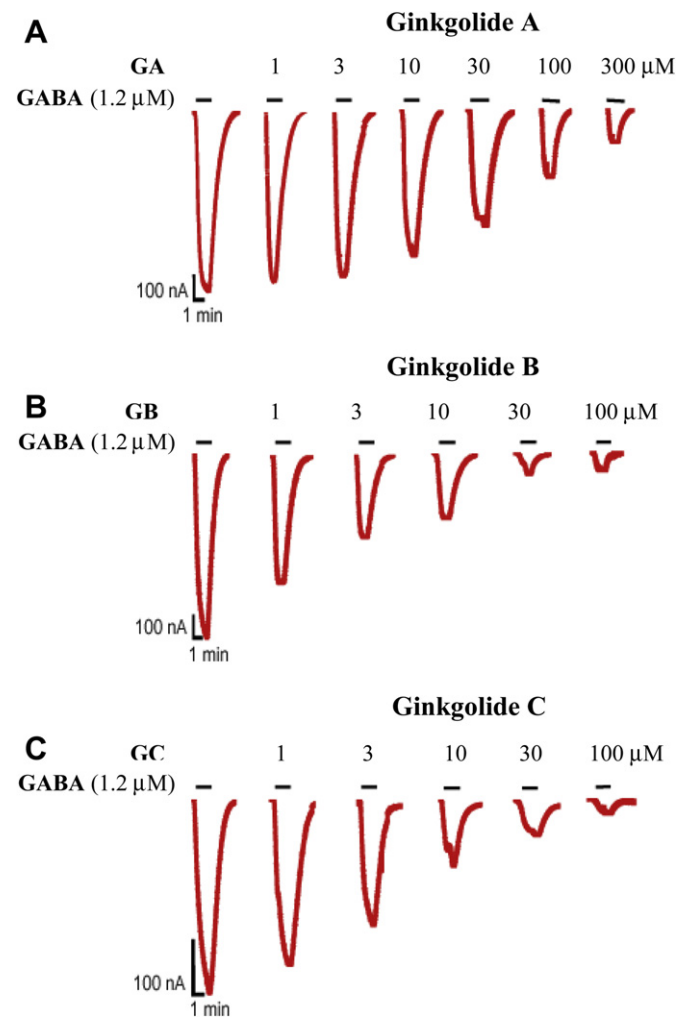 A
Ginkgolide A
GA 1 3 10 30 100 300 μM
GABA (1.2 μM)
100 nA
1 min
Ginkgolide B
B
GB 1 3 10 30 100 μM
GABA (1.2 μM)
100 nA
1 min
Ginkgolide C
C
GC 1 3 10 30 100 μM
GABA (1.2 μM)
100 nA
1 min